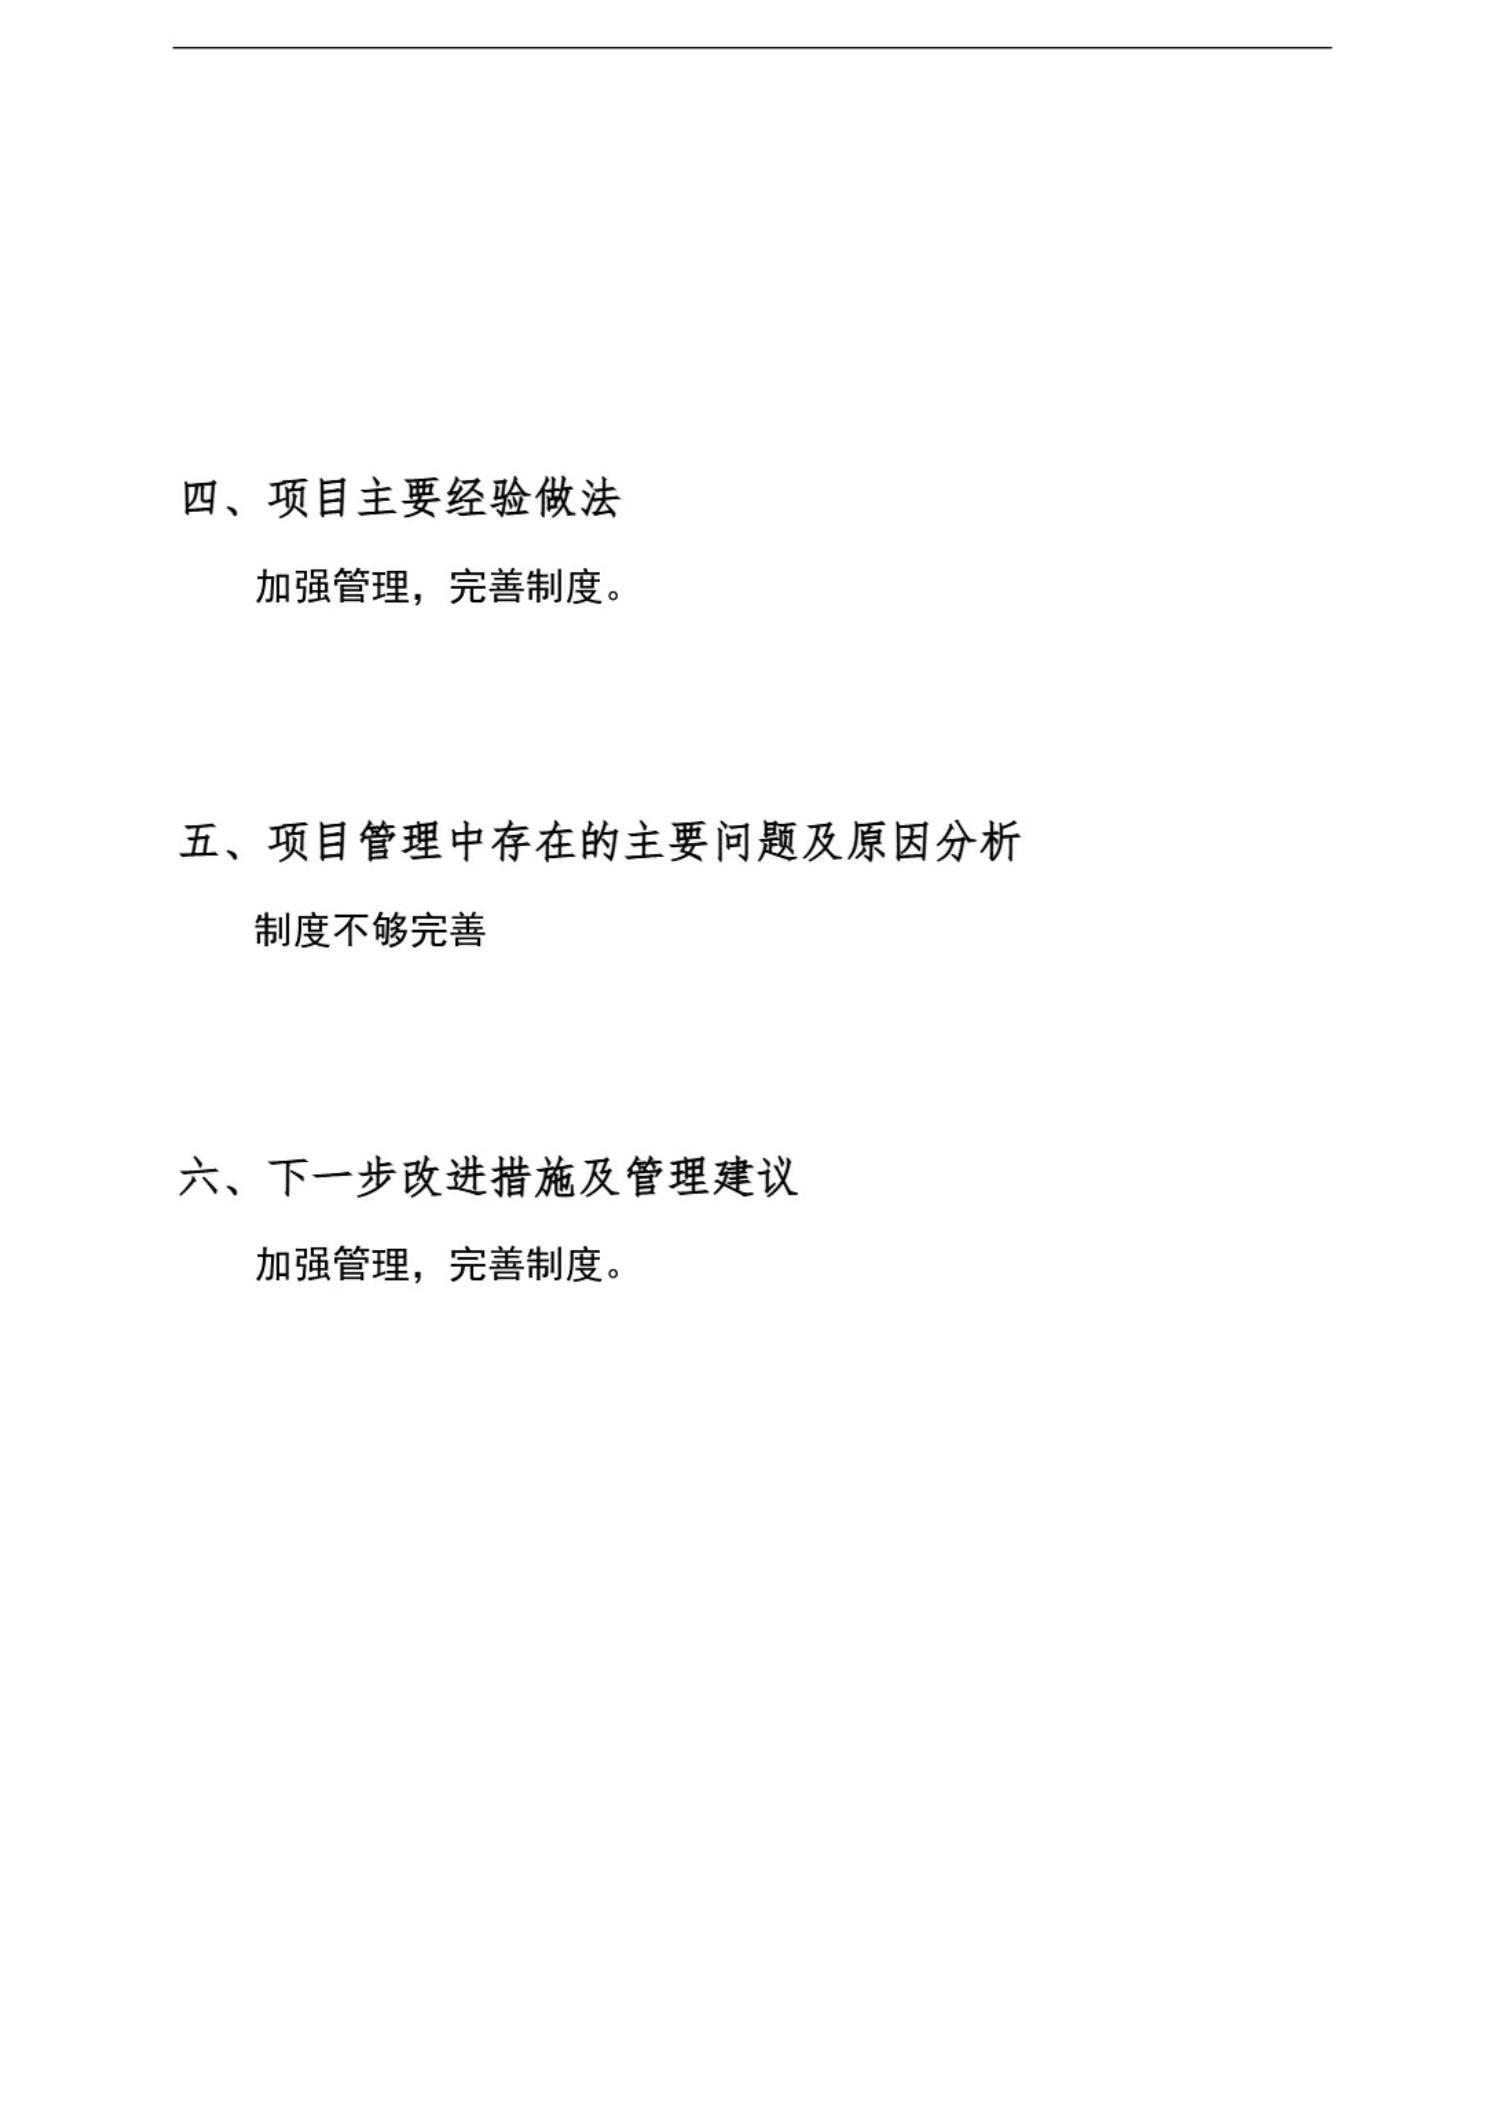 四、项目主要经验做法
加强管理，完善制度。
五、项目管理中存在的主要问题及原因分析
制度不够完善
六、下一步改进措施及管理建议
加强管理，完善制度。